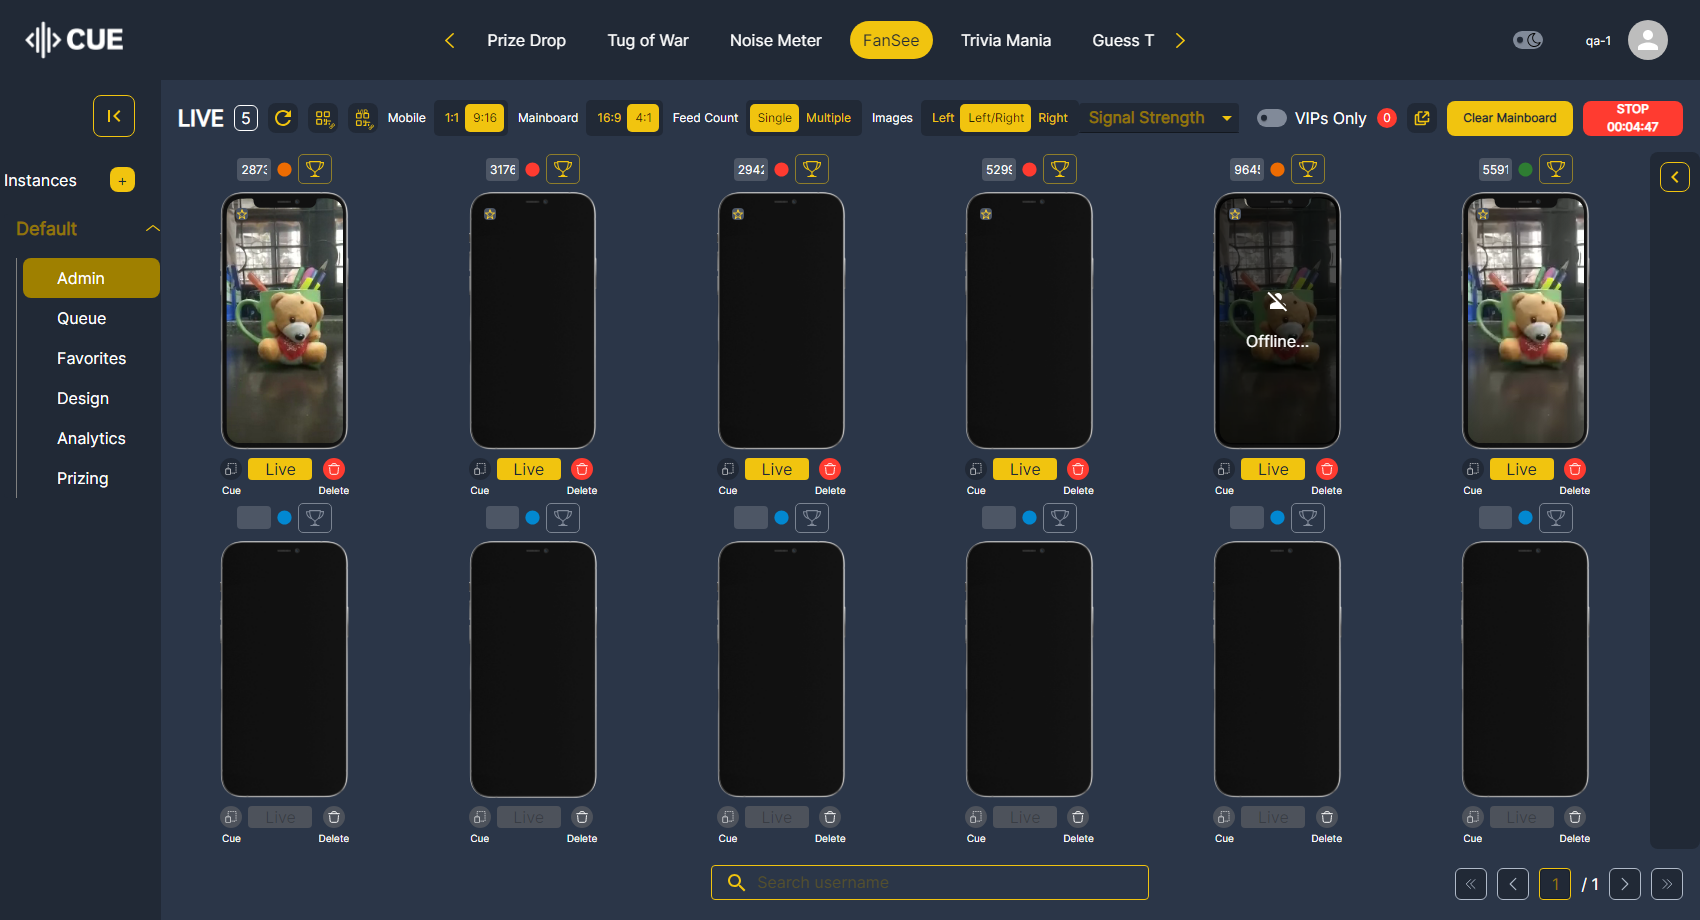 CUE
Prize Drop
Tug of War
Noise Meter
FanSee
Trivia Mania
Guess T
qa-1
LIVE 5
Mobile 1:1 9:16
Mainboard 16:9 4:1
Feed Count Single Multiple
Images Left Left/Right Right
Signal Strength
VIPs Only 0
Clear Mainboard
STOP
00:04:47
Instances +
Default
Admin
Queue
Favorites
Design
Analytics
Prizing
2873
3176
2942
5299
9645
5591
Offline...
Live
Live
Live
Live
Live
Live
Cue Delete
Cue Delete
Cue Delete
Cue Delete
Cue Delete
Cue Delete
Live
Live
Live
Live
Live
Live
Cue Delete
Cue Delete
Cue Delete
Cue Delete
Cue Delete
Cue Delete
Search username
1 / 1